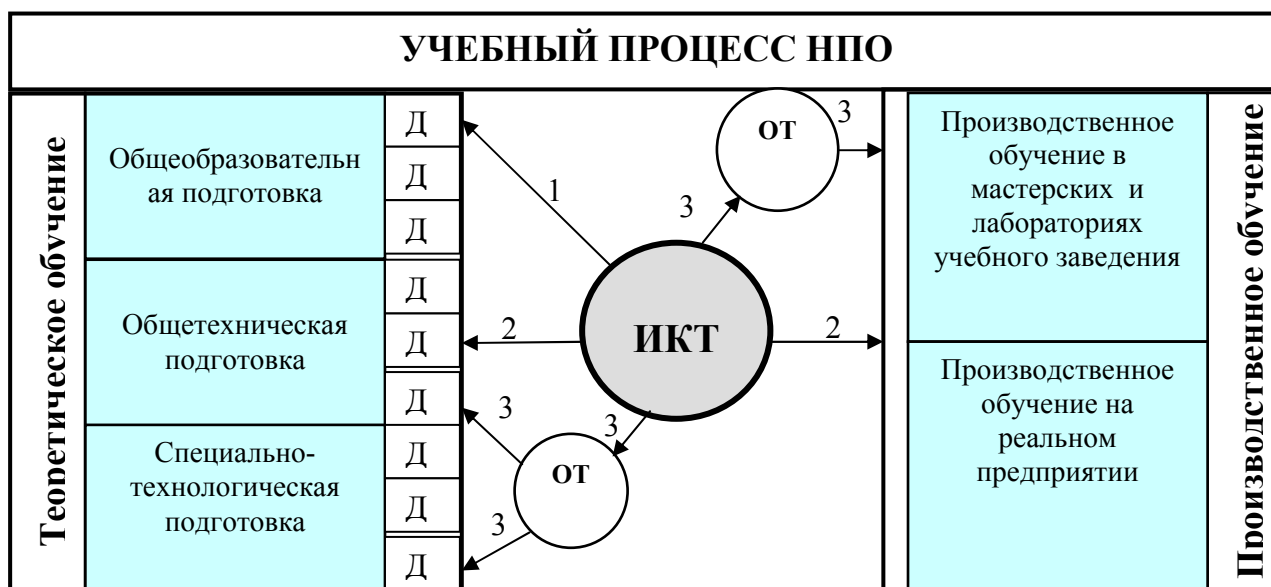 УЧЕБНЫЙ ПРОЦЕСС НПО
Теоретическое обучение
Общеобразовательн
ая подготовка
Общетехническая
подготовка
Специально-
технологическая
подготовка
Д
Д
Д
Д
Д
Д
Д
Д
Д
1
2
3
3
ИКТ
3
ОТ
3
2
3
ОТ
Производственное
обучение в
мастерских и
лабораториях
учебного заведения
Производственное
обучение на
реальном
предприятии
Производственное обучение